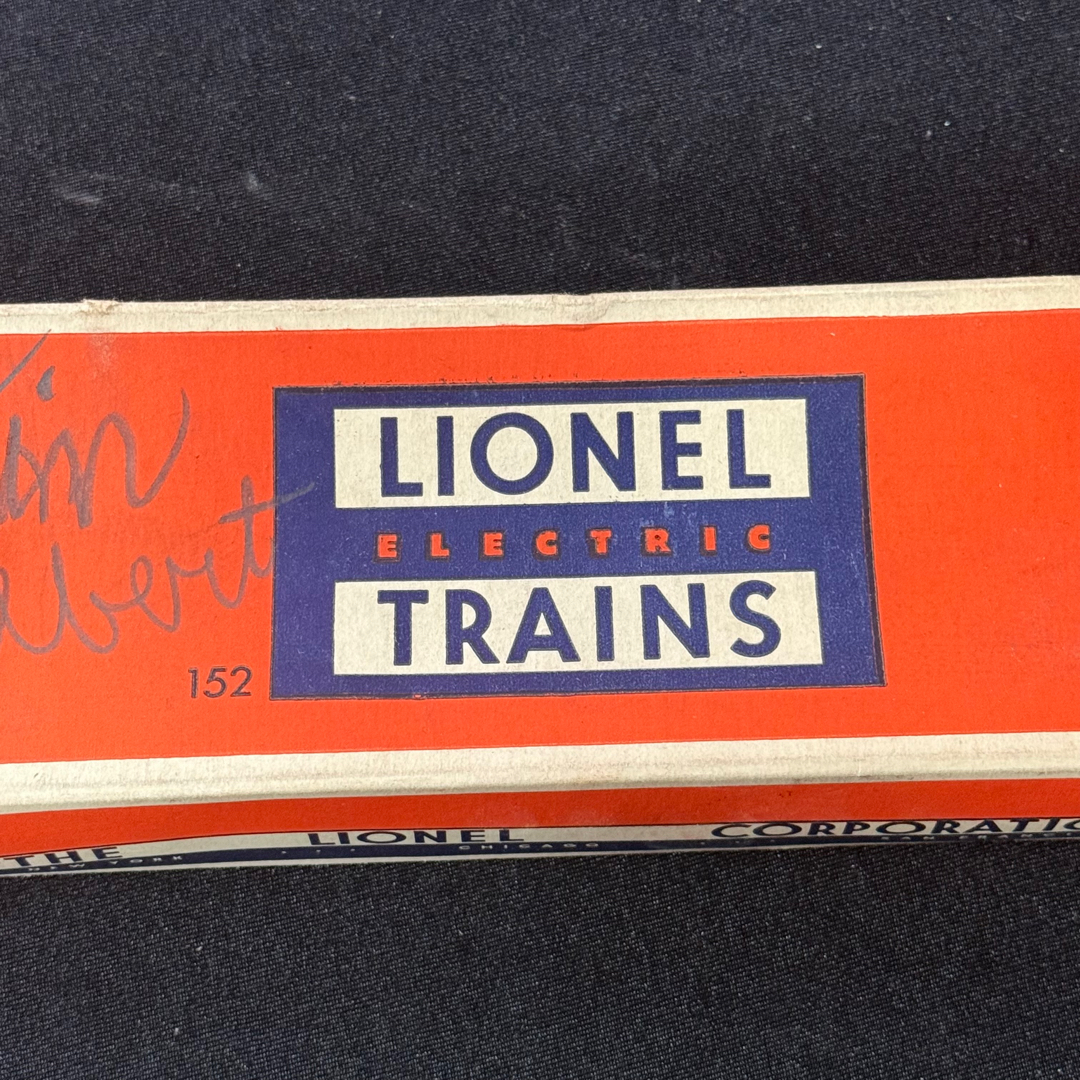 LIONEL
ELECTRIC
TRAINS
152
THE LIONEL CORPORATIO
NEW YORK CHICAGO